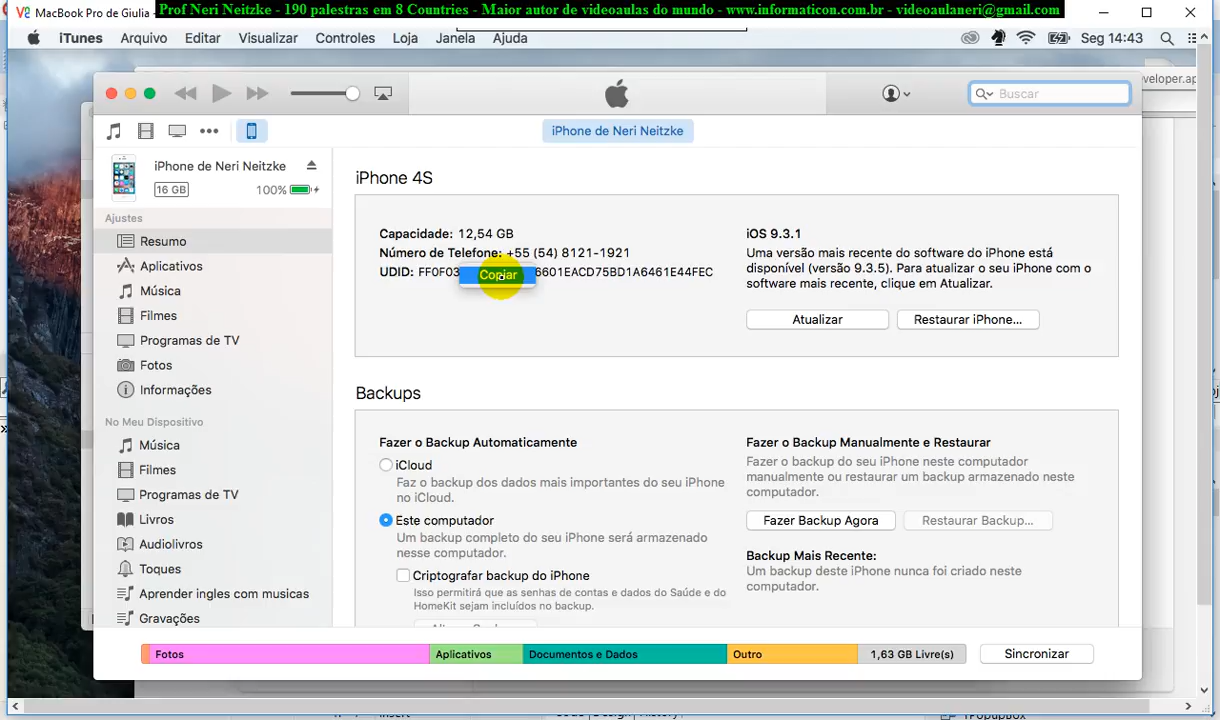 MacBook Pro de Giulia -
Prof Neri Neitzke - 190 palestras em 8 Countries - Maior autor de videoaulas do mundo - www.informaticon.com.br - videoaulaneri@gmail.com
iTunes Arquivo Editar Visualizar Controles Loja Janela Ajuda
Seg 14:43
Buscar
iPhone de Neri Neitzke
iPhone de Neri Neitzke
16 GB 100%
Ajustes
Resumo
Aplicativos
Música
Filmes
Programas de TV
Fotos
Informações
No Meu Dispositivo
Música
Filmes
Programas de TV
Livros
Audiolivros
Toques
Aprender ingles com musicas
Gravações
iPhone 4S
Capacidade: 12,54 GB
Número de Telefone: +55 (54) 8121-1921
UDID: FF0F03
Copiar
6601EACD75BD1A6461E44FEC
iOS 9.3.1
Uma versão mais recente do software do iPhone está
disponível (versão 9.3.5). Para atualizar o seu iPhone com o
software mais recente, clique em Atualizar.
Atualizar
Restaurar iPhone...
Backups
Fazer o Backup Automaticamente
iCloud
Faz o backup dos dados mais importantes do seu iPhone
no iCloud.
Este computador
Um backup completo do seu iPhone será armazenado
nesse computador.
Criptografar backup do iPhone
Isso permitirá que as senhas de contas e dados do Saúde e do
HomeKit sejam incluídos no backup.
Fazer o Backup Manualmente e Restaurar
Fazer o backup do seu iPhone neste computador
manualmente ou restaurar um backup armazenado neste
computador.
Fazer Backup Agora
Restaurar Backup...
Backup Mais Recente:
Um backup deste iPhone nunca foi criado neste
computador.
Fotos
Aplicativos
Documentos e Dados
Outro
1,63 GB Livre(s)
Sincronizar